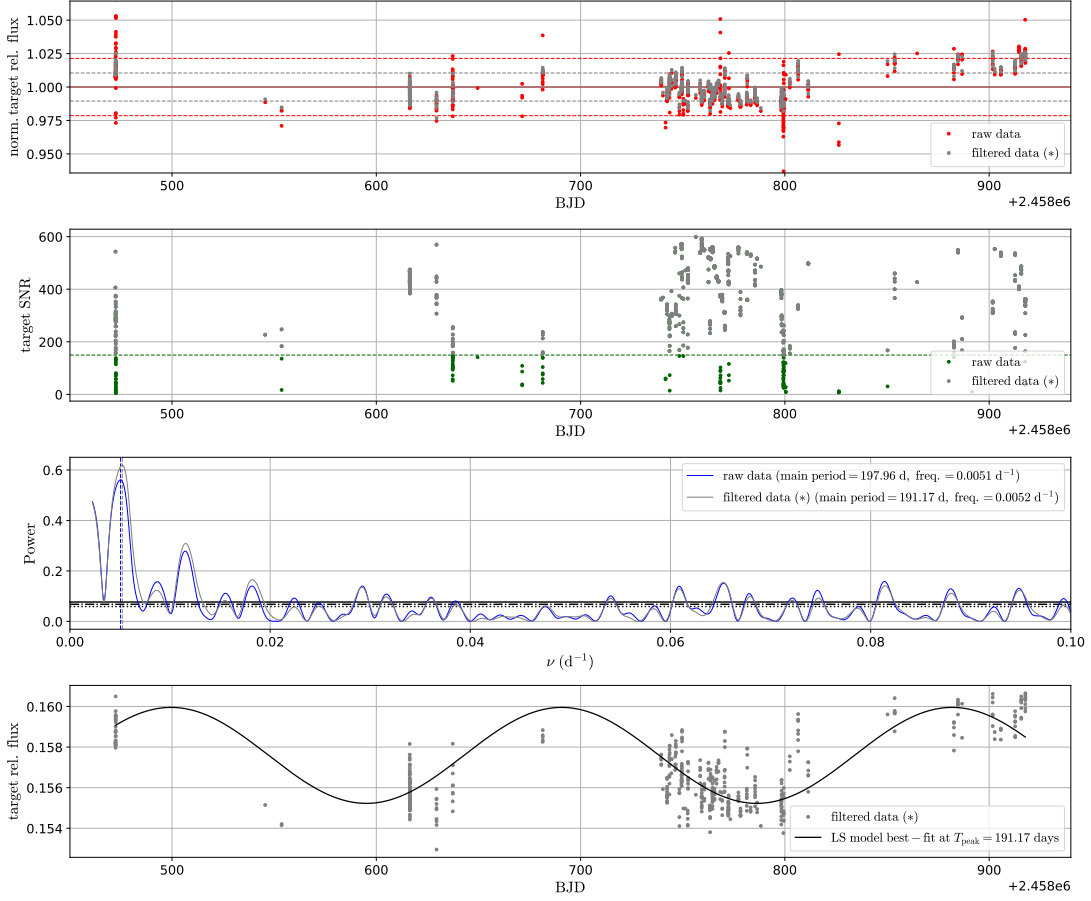 1.050
1.025
1.000
0.975
0.950
norm. target rel. flux
raw data
filtered data (∗)
500 600 700 800 900
BJD
+2.458e6
600
400
200
0
target SNR
raw data
filtered data (∗)
500 600 700 800 900
BJD
+2.458e6
0.6
0.4
0.2
0.0
Power
raw data (main period = 197.96 d, freq. = 0.0051 d⁻¹)
filtered data (∗) (main period = 191.17 d, freq. = 0.0052 d⁻¹)
0.00 0.02 0.04 0.06 0.08 0.10
ν (d⁻¹)
0.160
0.158
0.156
0.154
target rel. flux
filtered data (∗)
LS model best − fit at T_peak = 191.17 days
500 600 700 800 900
BJD
+2.458e6